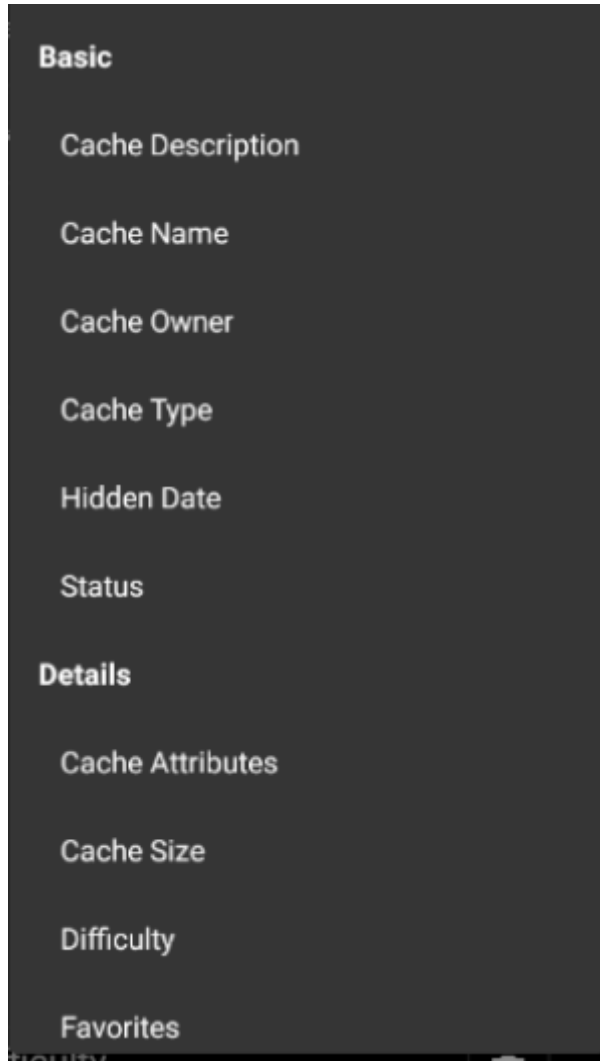 Basic
Cache Description
Cache Name
Cache Owner
Cache Type
Hidden Date
Status
Details
Cache Attributes
Cache Size
Difficulty
Favorites